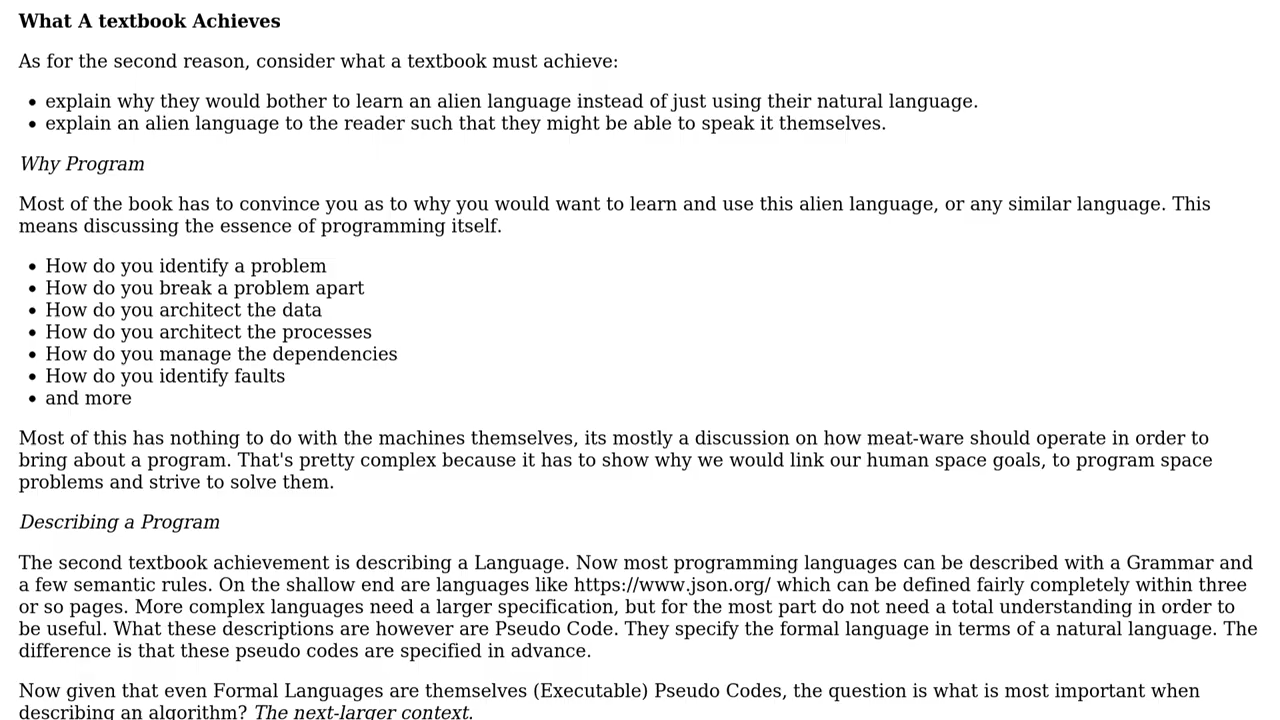 What A textbook Achieves
As for the second reason, consider what a textbook must achieve:
• explain why they would bother to learn an alien language instead of just using their natural language.
• explain an alien language to the reader such that they might be able to speak it themselves.
Why Program
Most of the book has to convince you as to why you would want to learn and use this alien language, or any similar language. This
means discussing the essence of programming itself.
• How do you identify a problem
• How do you break a problem apart
• How do you architect the data
• How do you architect the processes
• How do you manage the dependencies
• How do you identify faults
• and more
Most of this has nothing to do with the machines themselves, its mostly a discussion on how meat-ware should operate in order to
bring about a program. That's pretty complex because it has to show why we would link our human space goals, to program space
problems and strive to solve them.
Describing a Program
The second textbook achievement is describing a Language. Now most programming languages can be described with a Grammar and
a few semantic rules. On the shallow end are languages like https://www.json.org/ which can be defined fairly completely within three
or so pages. More complex languages need a larger specification, but for the most part do not need a total understanding in order to
be useful. What these descriptions are however are Pseudo Code. They specify the formal language in terms of a natural language. The
difference is that these pseudo codes are specified in advance.
Now given that even Formal Languages are themselves (Executable) Pseudo Codes, the question is what is most important when
describing an algorithm? The next-larger context.